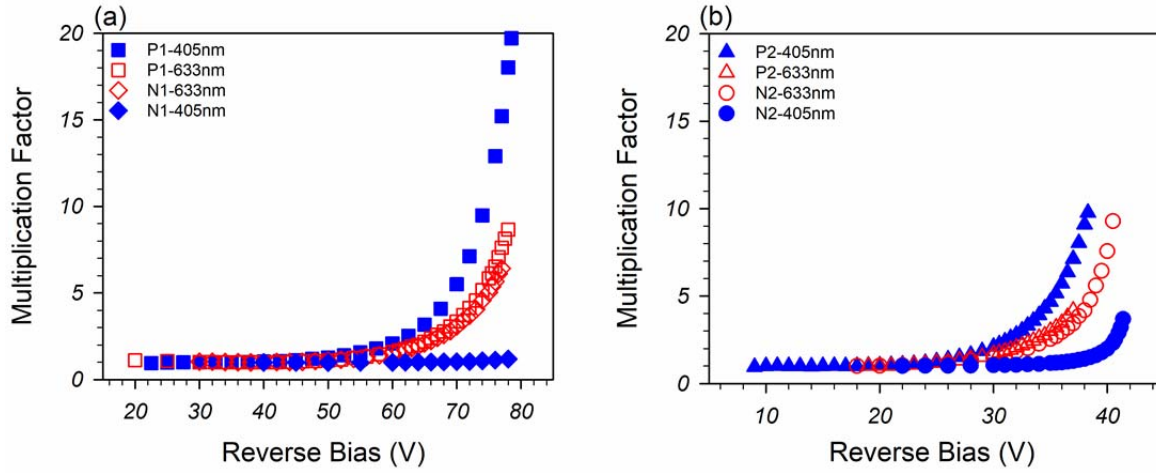 (a)
20
15
10
5
0
Multiplication Factor
P1-405nm
P1-633nm
N1-633nm
N1-405nm
20 30 40 50 60 70 80
Reverse Bias (V)
(b)
20
15
10
5
0
Multiplication Factor
P2-405nm
P2-633nm
N2-633nm
N2-405nm
10 20 30 40
Reverse Bias (V)